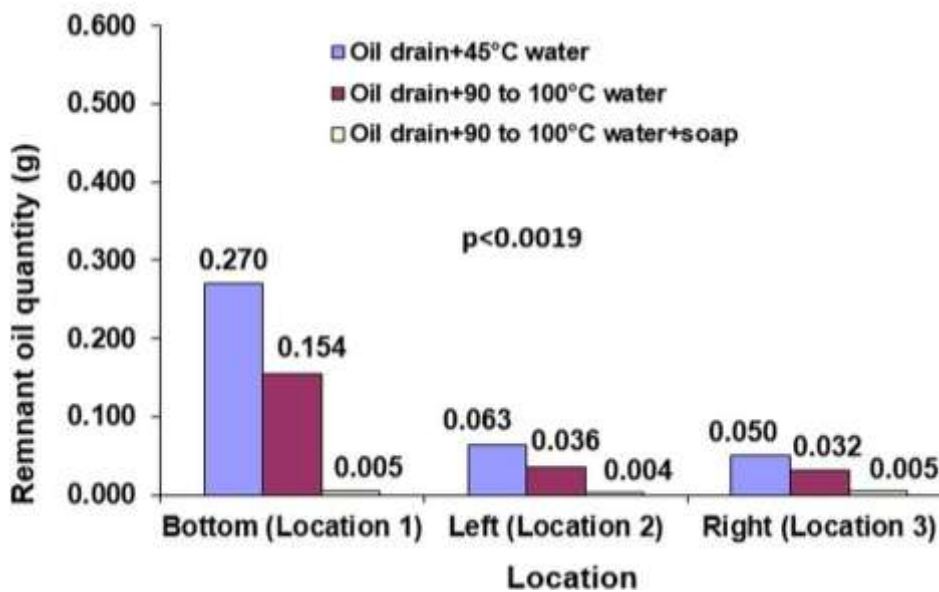 Remnant oil quantity (g)
0.600
0.500
0.400
0.300
0.200
0.100
0.000
Oil drain+45°C water
Oil drain+90 to 100°C water
Oil drain+90 to 100°C water+soap
p<0.0019
0.270
0.154
0.005
0.063
0.036
0.004
0.050
0.032
0.005
Bottom (Location 1)
Left (Location 2)
Right (Location 3)
Location